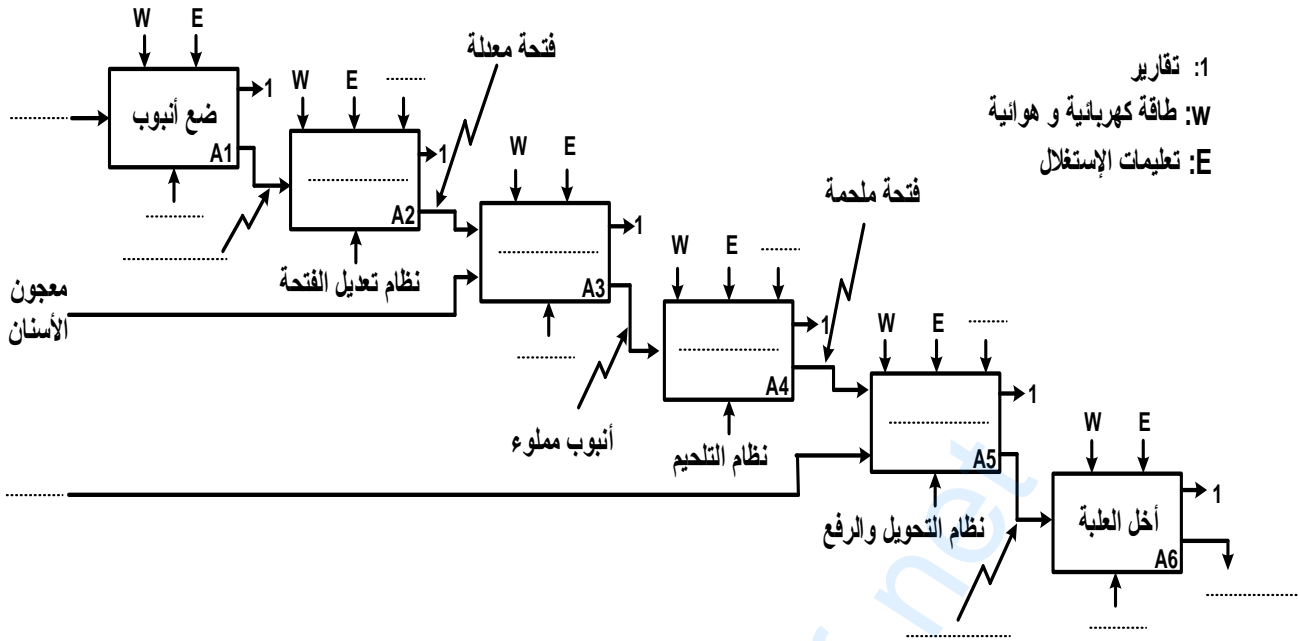 W E
فتحة معدلة
1: تقارير
W E ............
1
ضع أنبوب
w: طاقة كهربائية و هوائية
............
A1
1
W E
E: تعليمات الإستغلال
............
فتحة ملحمة
A2
1
............
W E ............
............
نظام تعديل الفتحة
............
معجون
الأسنان
A3
1
W E ............
............
............
A4
1
أنبوب مملوء
............
W E
نظام التلحيم
............
A5
1
نظام التحويل والرفع
أخل العلبة
A6
............
............
............
net